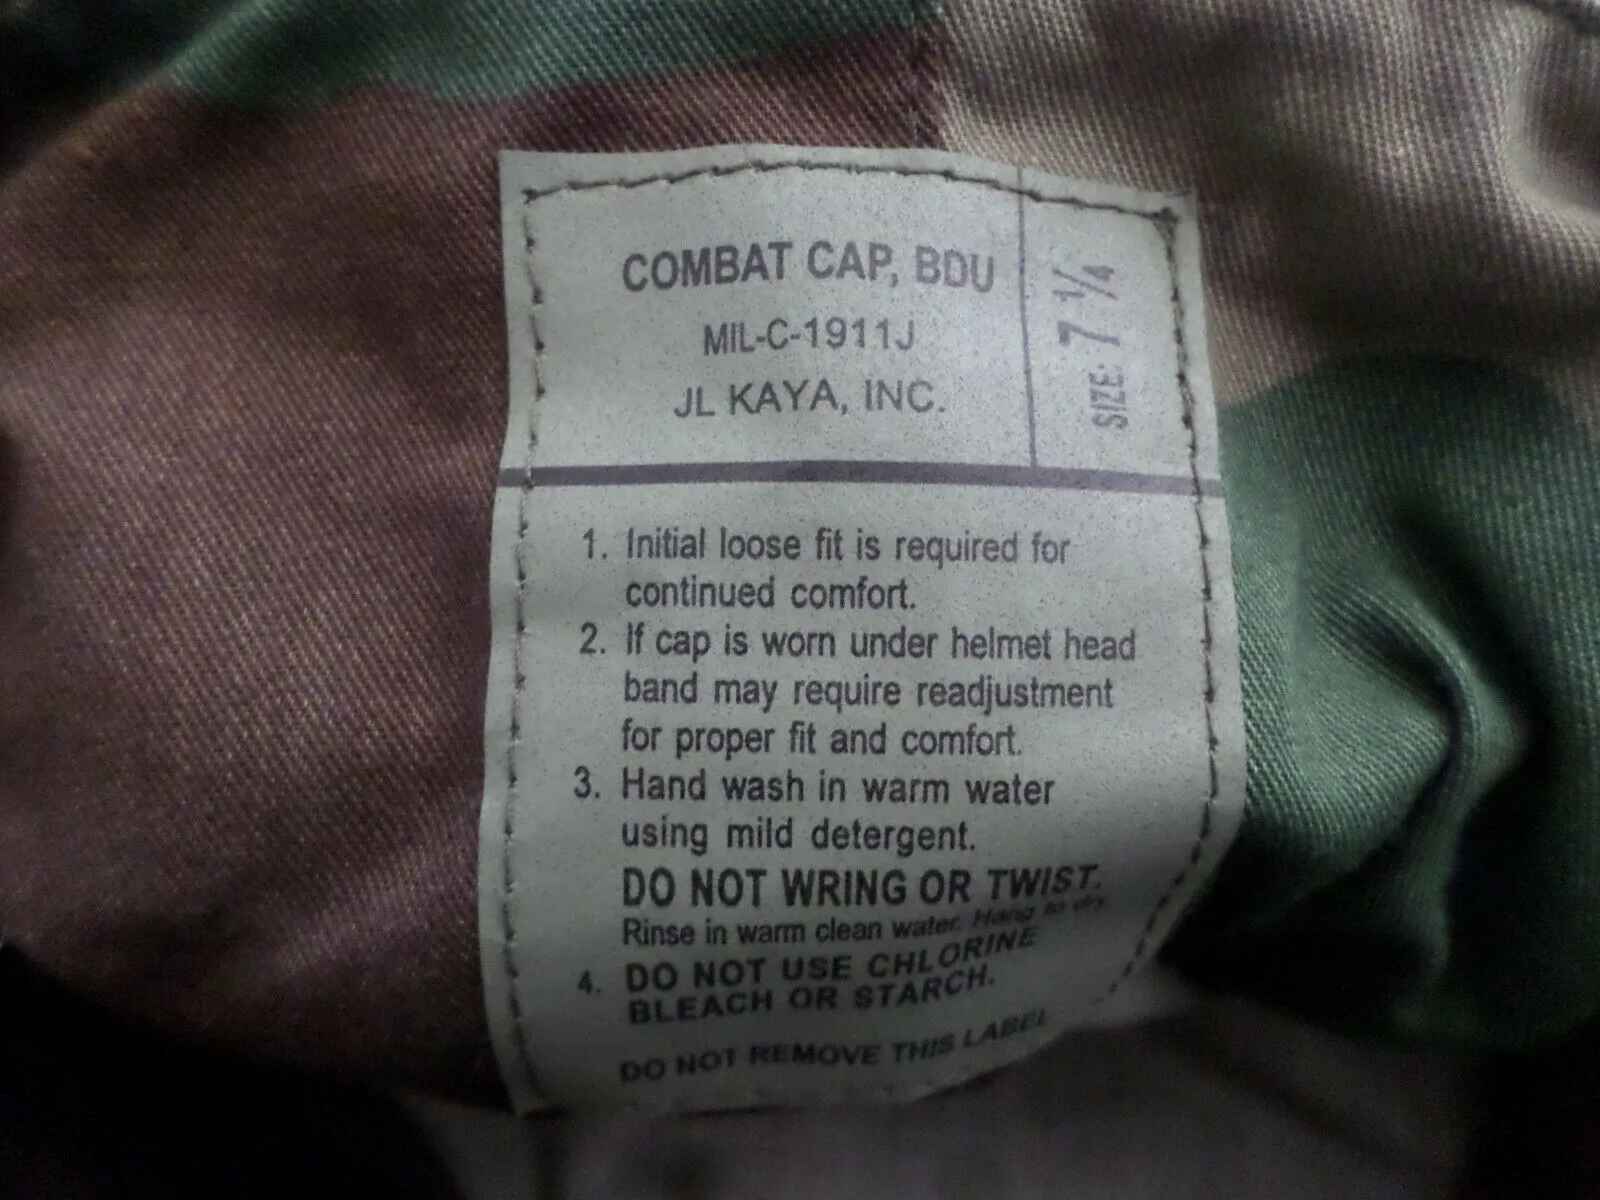 COMBAT CAP, BDU
MIL-C-1911J
JL KAYA, INC.
SIZE: 7 1/4
1. Initial loose fit is required for
continued comfort.
2. If cap is worn under helmet head
band may require readjustment
for proper fit and comfort.
3. Hand wash in warm water
using mild detergent.
DO NOT WRING OR TWIST.
Rinse in warm clean water. Hang to dry.
4. DO NOT USE CHLORINE
BLEACH OR STARCH.
DO NOT REMOVE THIS LABEL